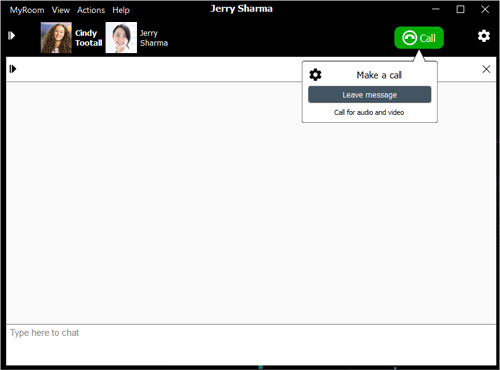 MyRoom View Actions Help
Jerry Sharma
Cindy
Tootall
Jerry
Sharma
Call
Make a call
Leave message
Call for audio and video
Type here to chat